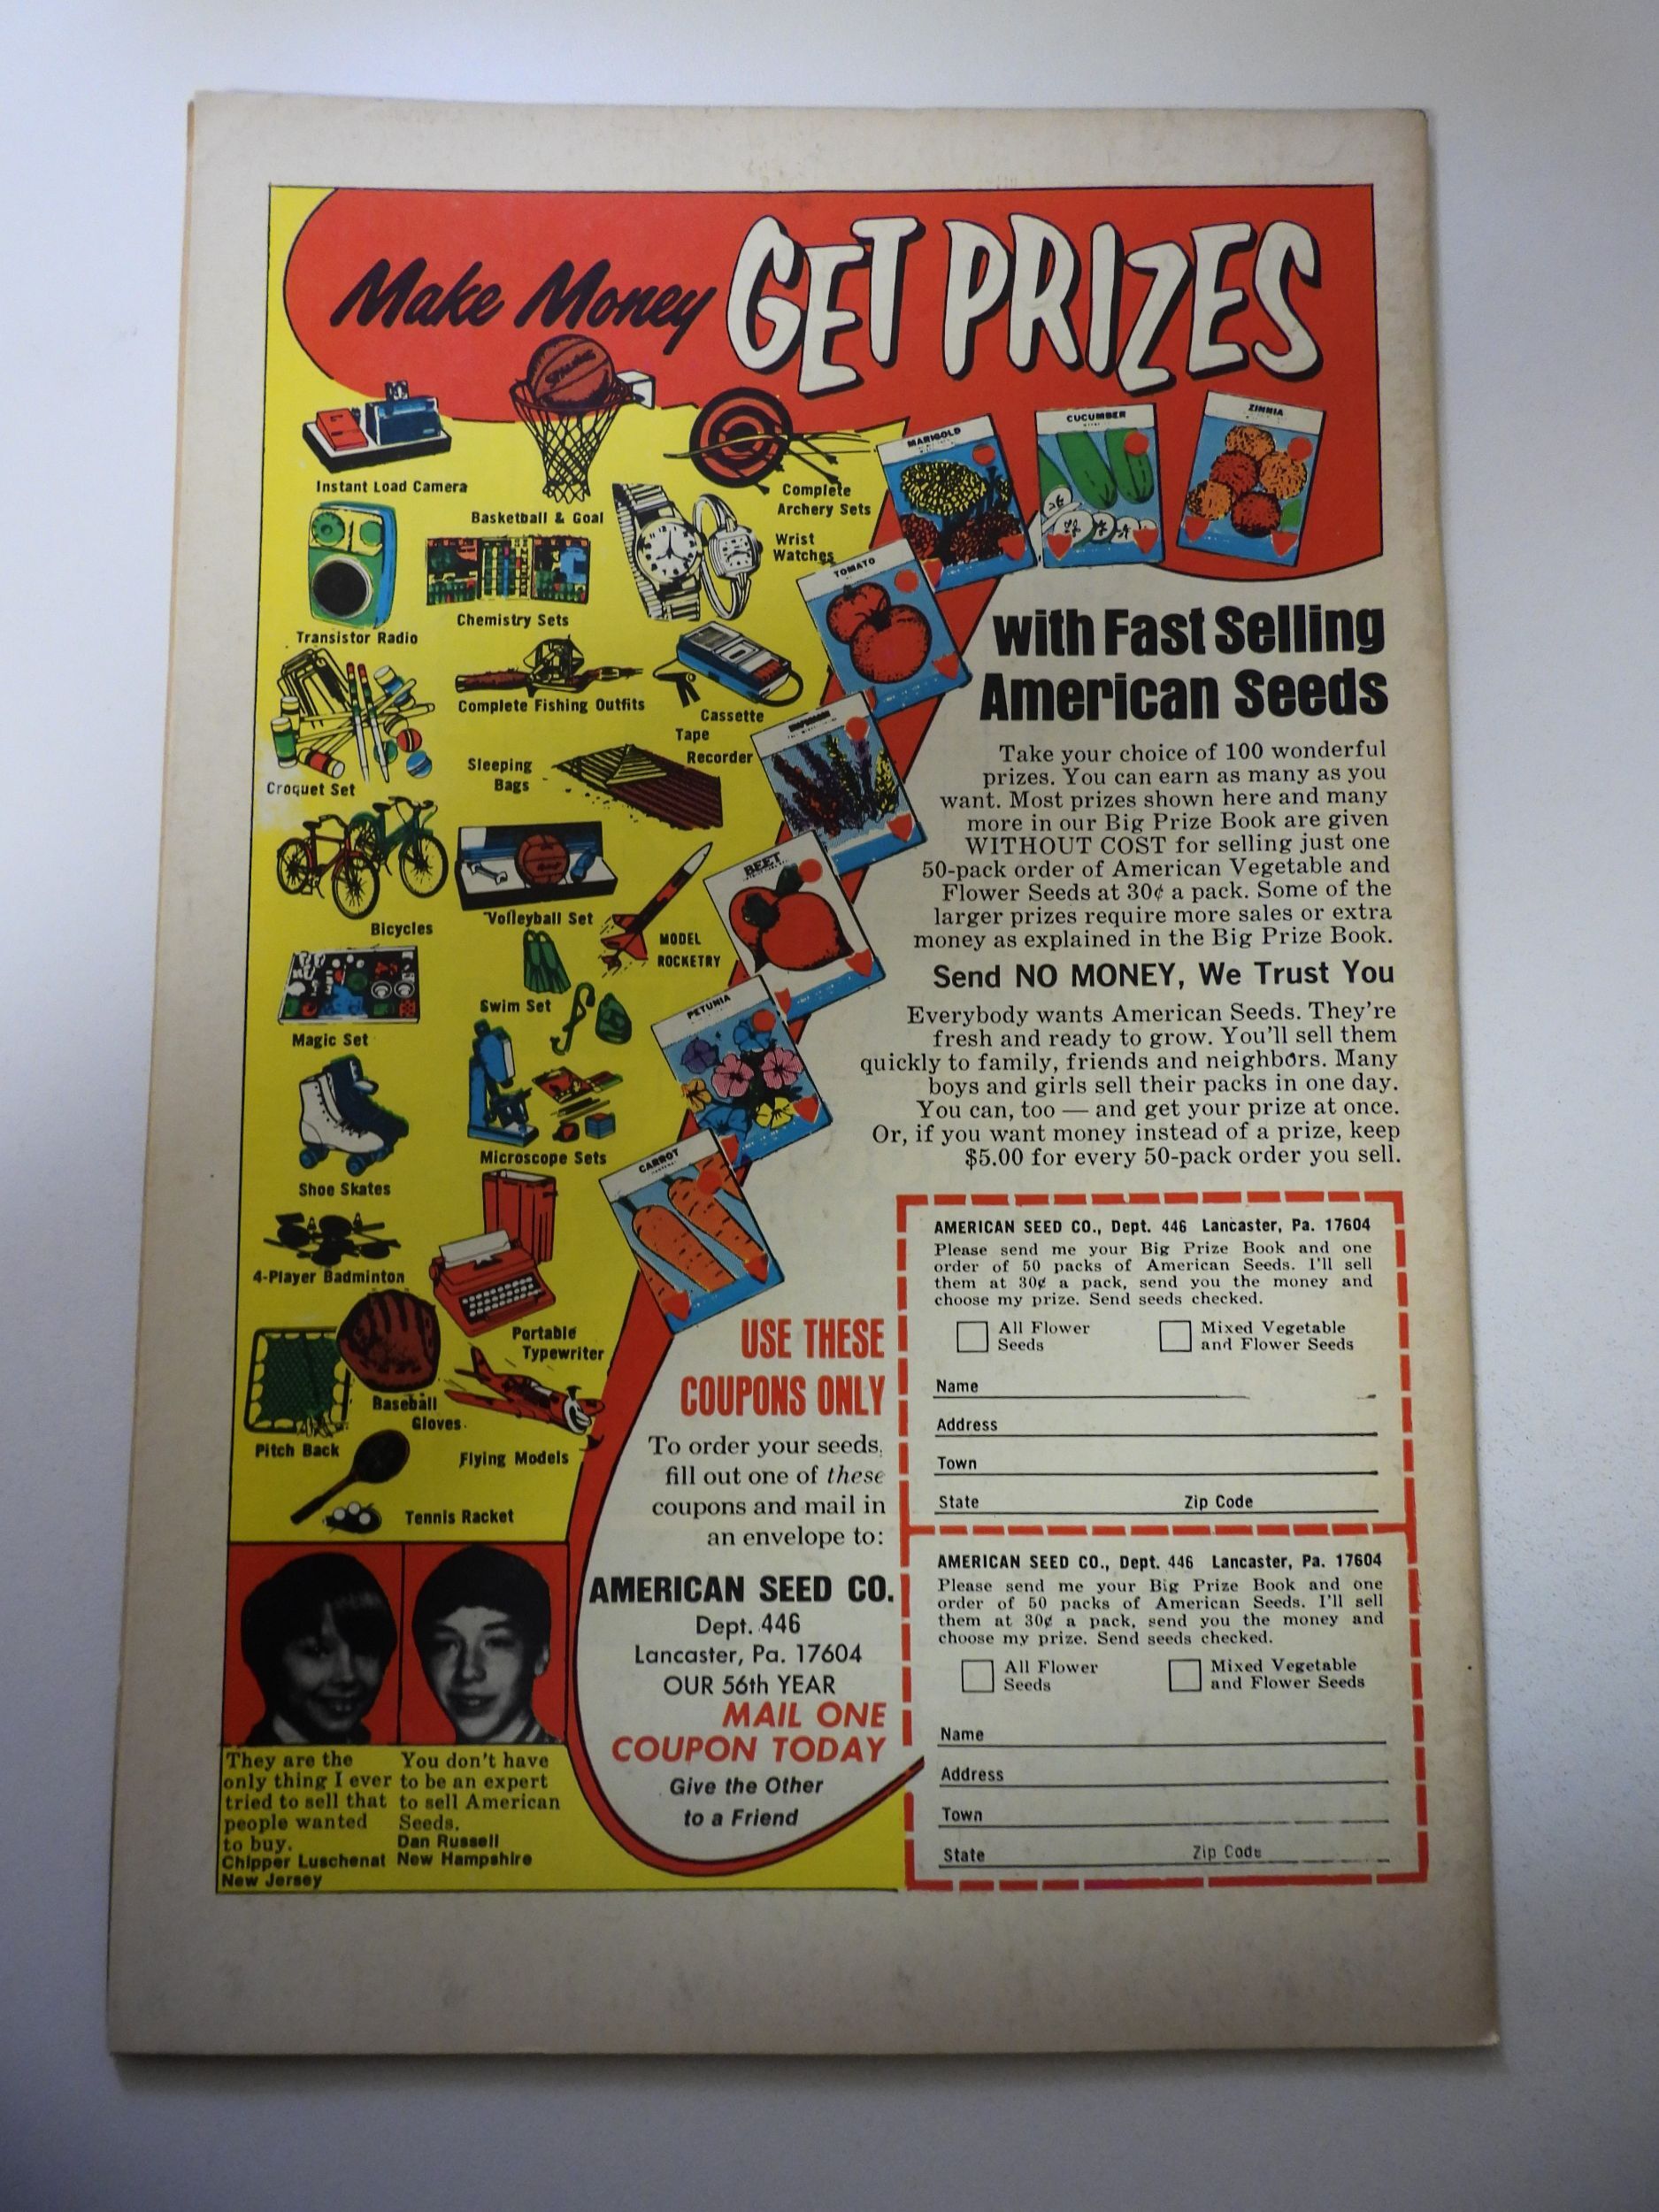 Make Money GET PRIZES
SPALDING
Instant Load Camera
Basketball & Goal
Complete
Archery Sets
Wrist
Watches
Transistor Radio
Chemistry Sets
Complete Fishing Outfits
Cassette
Tape
Recorder
Croquet Set
Sleeping
Bags
Bicycles
Volleyball Set
MODEL
ROCKETRY
Magic Set
Swim Set
Shoe Skates
Microscope Sets
4-Player Badminton
Portable
Typewriter
Baseball
Gloves
Pitch Back
Flying Models
Tennis Racket
MARIGOLD
CUCUMBER
ZINNIA
TOMATO
BEET
PETUNIA
CARROT
with Fast Selling
American Seeds
Take your choice of 100 wonderful
prizes. You can earn as many as you
want. Most prizes shown here and many
more in our Big Prize Book are given
WITHOUT COST for selling just one
50-pack order of American Vegetable and
Flower Seeds at 30¢ a pack. Some of the
larger prizes require more sales or extra
money as explained in the Big Prize Book.
Send NO MONEY, We Trust You
Everybody wants American Seeds. They're
fresh and ready to grow. You'll sell them
quickly to family, friends and neighbors. Many
boys and girls sell their packs in one day.
You can, too — and get your prize at once.
Or, if you want money instead of a prize, keep
$5.00 for every 50-pack order you sell.
USE THESE
COUPONS ONLY
To order your seeds,
fill out one of these
coupons and mail in
an envelope to:
AMERICAN SEED CO.
Dept. 446
Lancaster, Pa. 17604
OUR 56th YEAR
MAIL ONE
COUPON TODAY
Give the Other
to a Friend
They are the
only thing I ever
tried to sell that
people wanted
to buy.
Chipper Luschenat
New Jersey
You don't have
to be an expert
to sell American
Seeds.
Dan Russell
New Hampshire
AMERICAN SEED CO., Dept. 446 Lancaster, Pa. 17604
Please send me your Big Prize Book and one
order of 50 packs of American Seeds. I'll sell
them at 30¢ a pack, send you the money and
choose my prize. Send seeds checked.
All Flower
Seeds
Mixed Vegetable
and Flower Seeds
Name
Address
Town
State Zip Code
AMERICAN SEED CO., Dept. 446 Lancaster, Pa. 17604
Please send me your Big Prize Book and one
order of 50 packs of American Seeds. I'll sell
them at 30¢ a pack, send you the money and
choose my prize. Send seeds checked.
All Flower
Seeds
Mixed Vegetable
and Flower Seeds
Name
Address
Town
State Zip Code